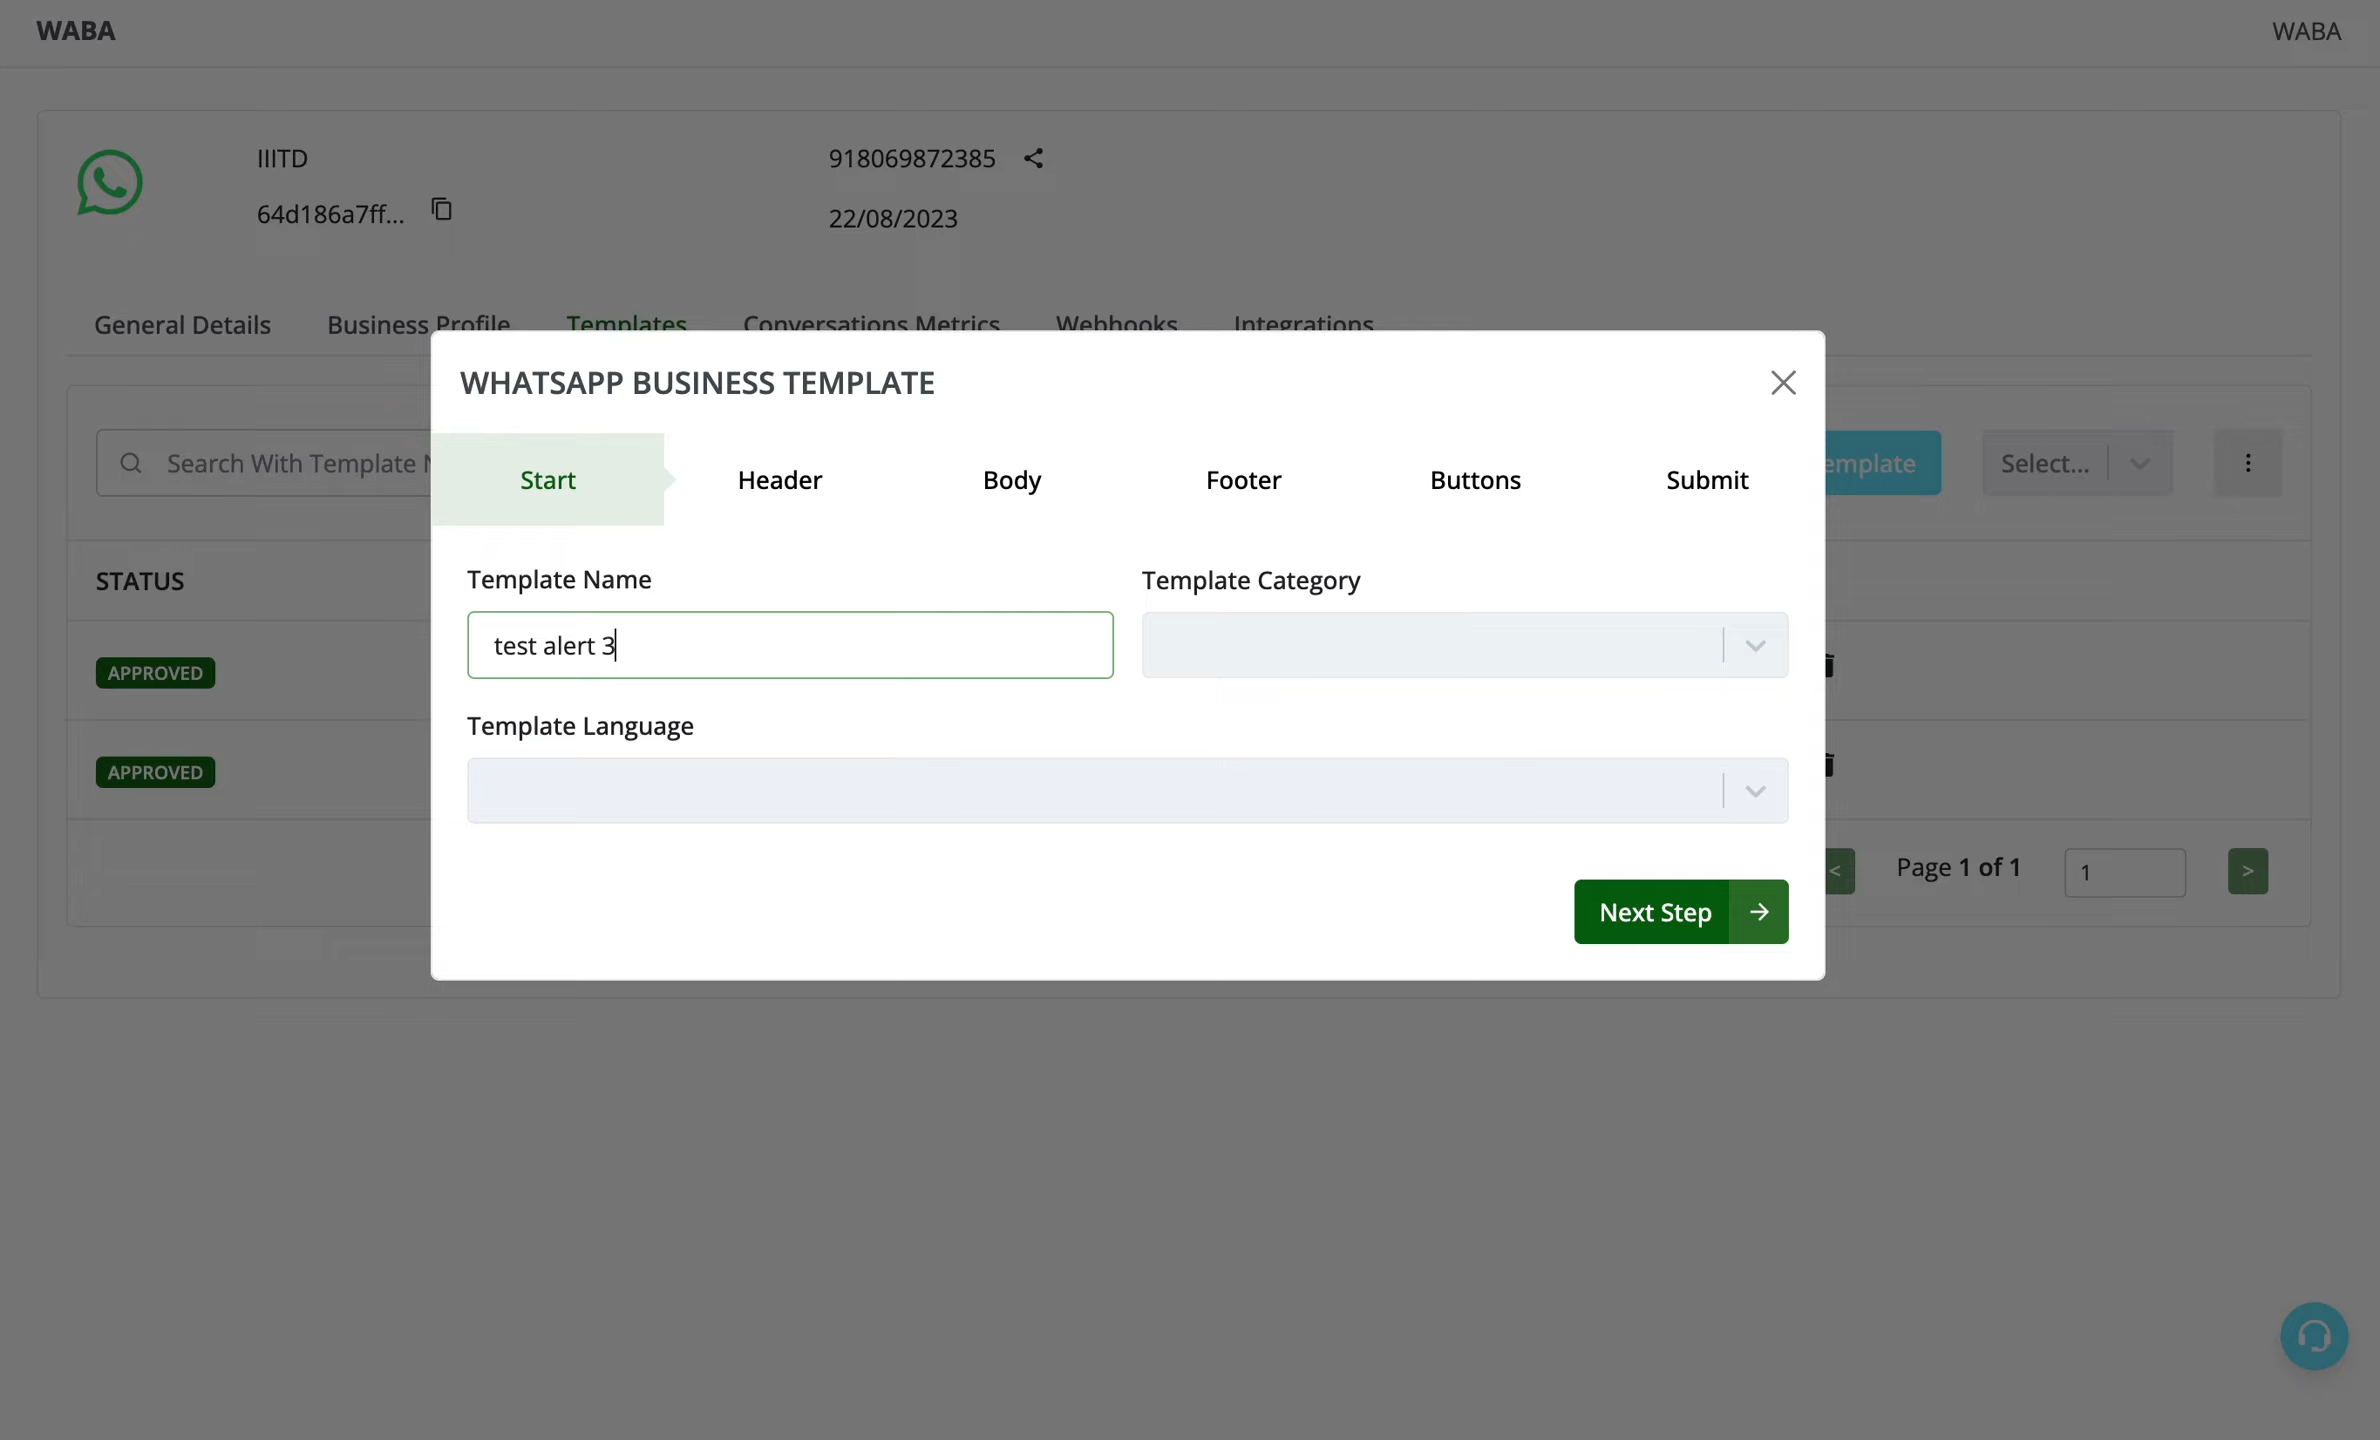 WABA
WABA
IIITD
918069872385
64d186a7ff...
22/08/2023
General Details
Business Profile
Templates
Conversations Metrics
Webhooks
Integrations
WHATSAPP BUSINESS TEMPLATE
Search With Template
Select...
Start
Header
Body
Footer
Buttons
Submit
STATUS
Template Name
Template Category
test alert 3
APPROVED
Template Language
APPROVED
<
Page 1 of 1
1
>
Next Step